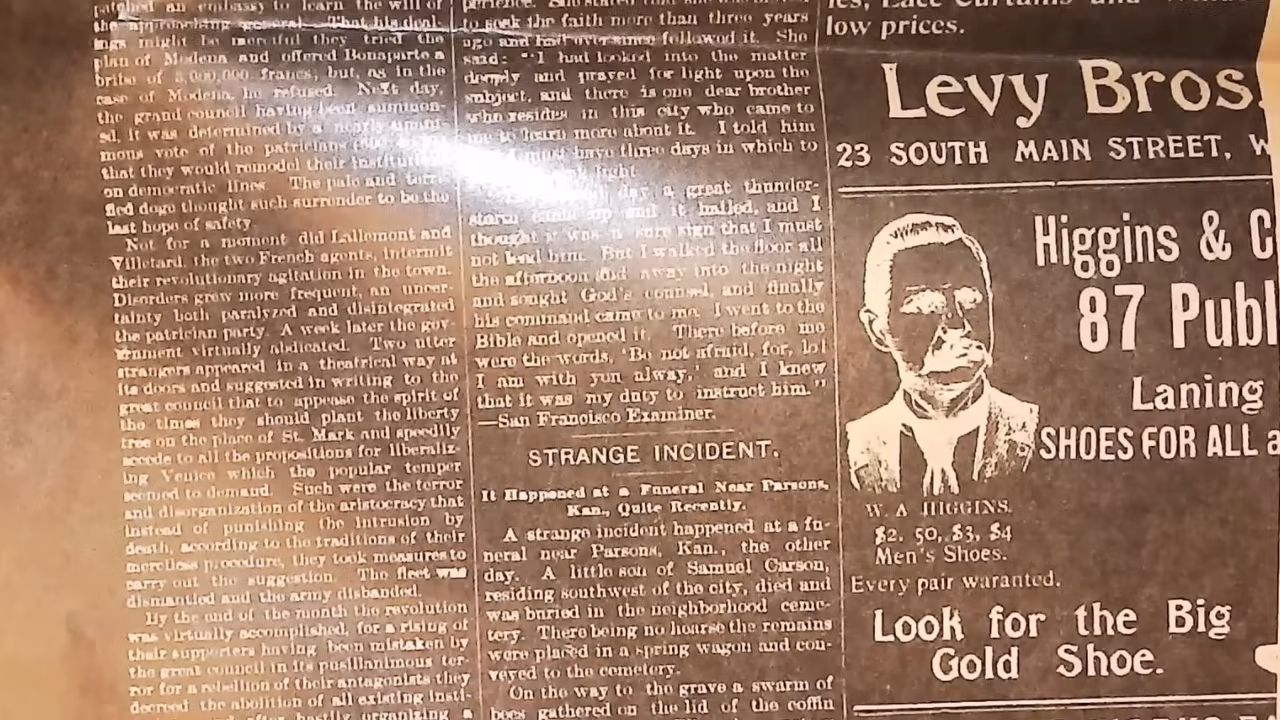 patched an embassy to learn the will of
the approaching general. That his deal-
ings might be merciful they tried the
plan of Modena and offered Bonaparte a
bribe of francs, but, as in the
case of Modena, he refused. Next day,
the grand council having been summon-
ed, it was determined by a nearly unani-
mous vote of the patricians
that they would remodel their institutions
on democratic lines. The pale and terri-
fied doge thought such surrender to be the
last hope of safety.
Not for a moment did Lallemont and
Villetard, the two French agents, intermit
their revolutionary agitation in the town.
Disorders grew more frequent, an uncer-
tainty both paralyzed and disintegrated
the patrician party. A week later the gov-
ernment virtually abdicated. Two utter
strangers appeared in a theatrical way at
its doors and suggested in writing to the
great council that to appease the spirit of
the times they should plant the liberty
tree on the place of St. Mark and speedily
accede to all the propositions for liberaliz-
ing Venice which the popular temper
seemed to demand. Such were the terror
and disorganization of the aristocracy that
instead of punishing the intrusion by
death, according to the traditions of their
merciless procedure, they took measures to
carry out the suggestion. The fleet was
dismantled and the army disbanded.
By the end of the month the revolution
was virtually accomplished, for a rising of
their supporters having been mistaken by
the great council in its pusillanimous ter-
ror for a rebellion of their antagonists they
decreed the abolition of all existing insti-
after hastily organizing a
to seek the faith more than three years
ago and had ever since followed it. She
said: "'I had looked into the matter
deeply and prayed for light upon the
subject, and there is one dear brother
who resides in this city who came to
me to learn more about it. I told him
I must have three days in which to
light.
day a great thunder-
storm came up and it hailed, and I
thought it was a sure sign that I must
not lead him. But I walked the floor all
the afternoon and away into the night
and sought God's counsel, and finally
his command came to me. I went to the
Bible and opened it. There before me
were the words, 'Be not afraid, for, lo!
I am with yon alway,' and I knew
that it was my duty to instruct him."
—San Francisco Examiner.
STRANGE INCIDENT.
It Happened at a Funeral Near Parsons,
Kan., Quite Recently.
A strange incident happened at a fu-
neral near Parsons, Kan., the other
day. A little son of Samuel Carson,
residing southwest of the city, died and
was buried in the neighborhood ceme-
tery. There being no hearse the remains
were placed in a spring wagon and con-
veyed to the cemetery.
On the way to the grave a swarm of
bees gathered on the lid of the coffin
Lace Curtains and
low prices.
Levy Bros.
23 SOUTH MAIN STREET, W
Higgins & C
87 Publ
Laning
SHOES FOR ALL a
W. A HIGGINS.
$2. 50, $3, $4
Men's Shoes.
Every pair waranted.
Look for the Big
Gold Shoe.